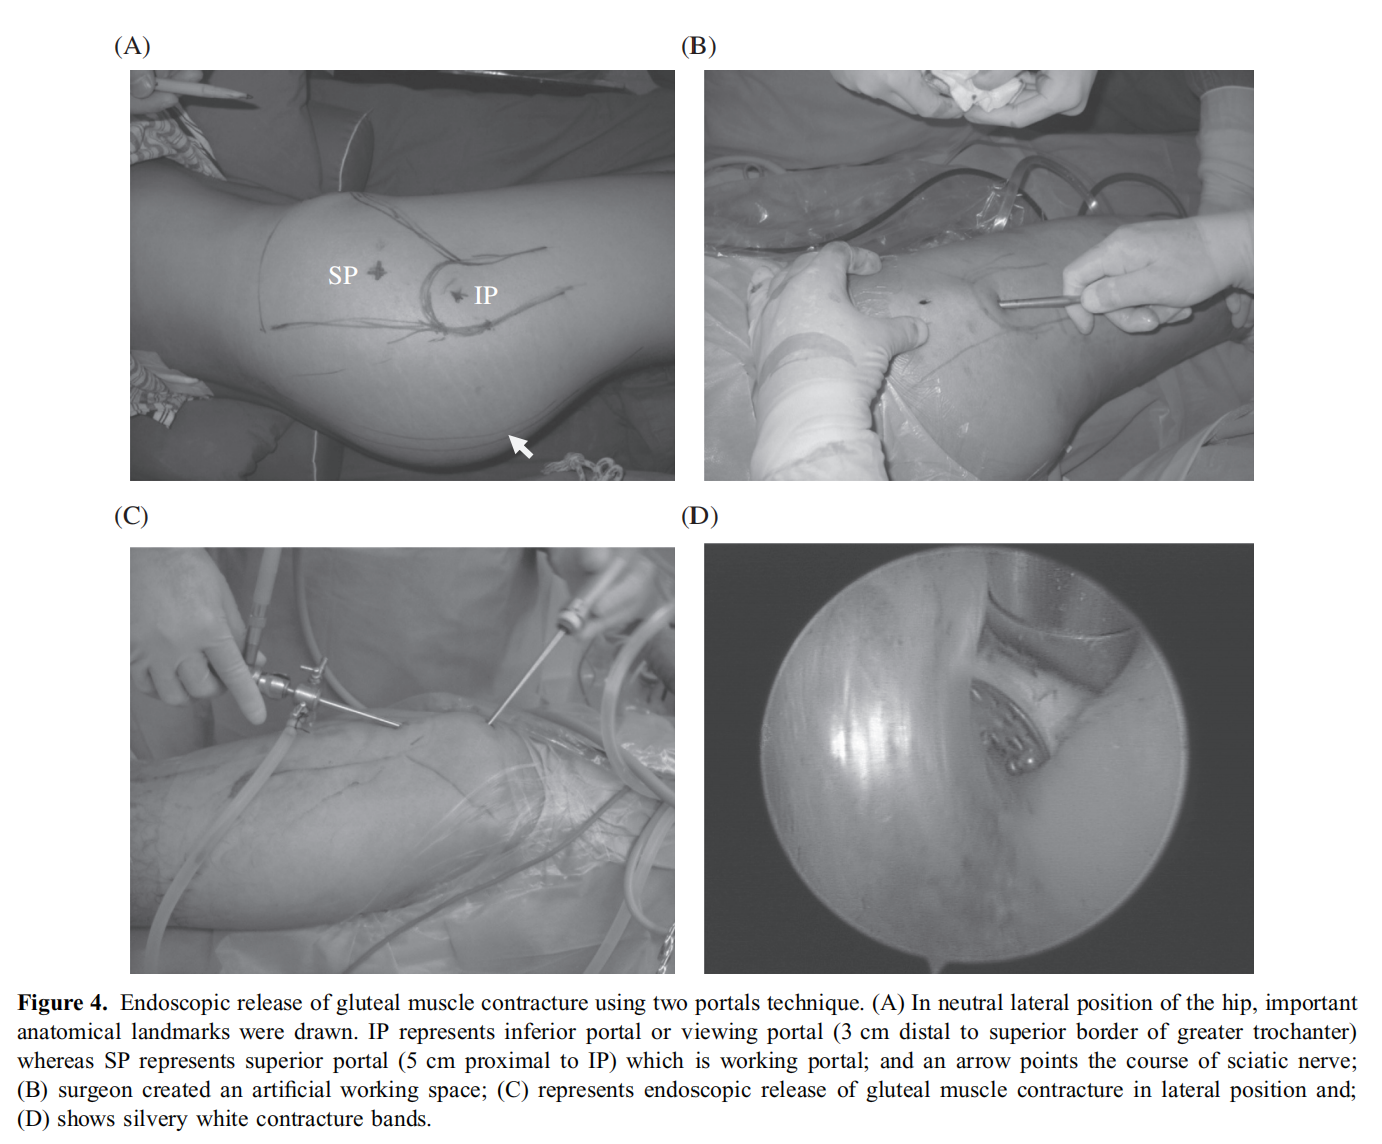 (A)
(B)
SP
IP
(C)
(D)
Figure 4. Endoscopic release of gluteal muscle contracture using two portals technique. (A) In neutral lateral position of the hip, important
anatomical landmarks were drawn. IP represents inferior portal or viewing portal (3 cm distal to superior border of greater trochanter)
whereas SP represents superior portal (5 cm proximal to IP) which is working portal; and an arrow points the course of sciatic nerve;
(B) surgeon created an artificial working space; (C) represents endoscopic release of gluteal muscle contracture in lateral position and;
(D) shows silvery white contracture bands.